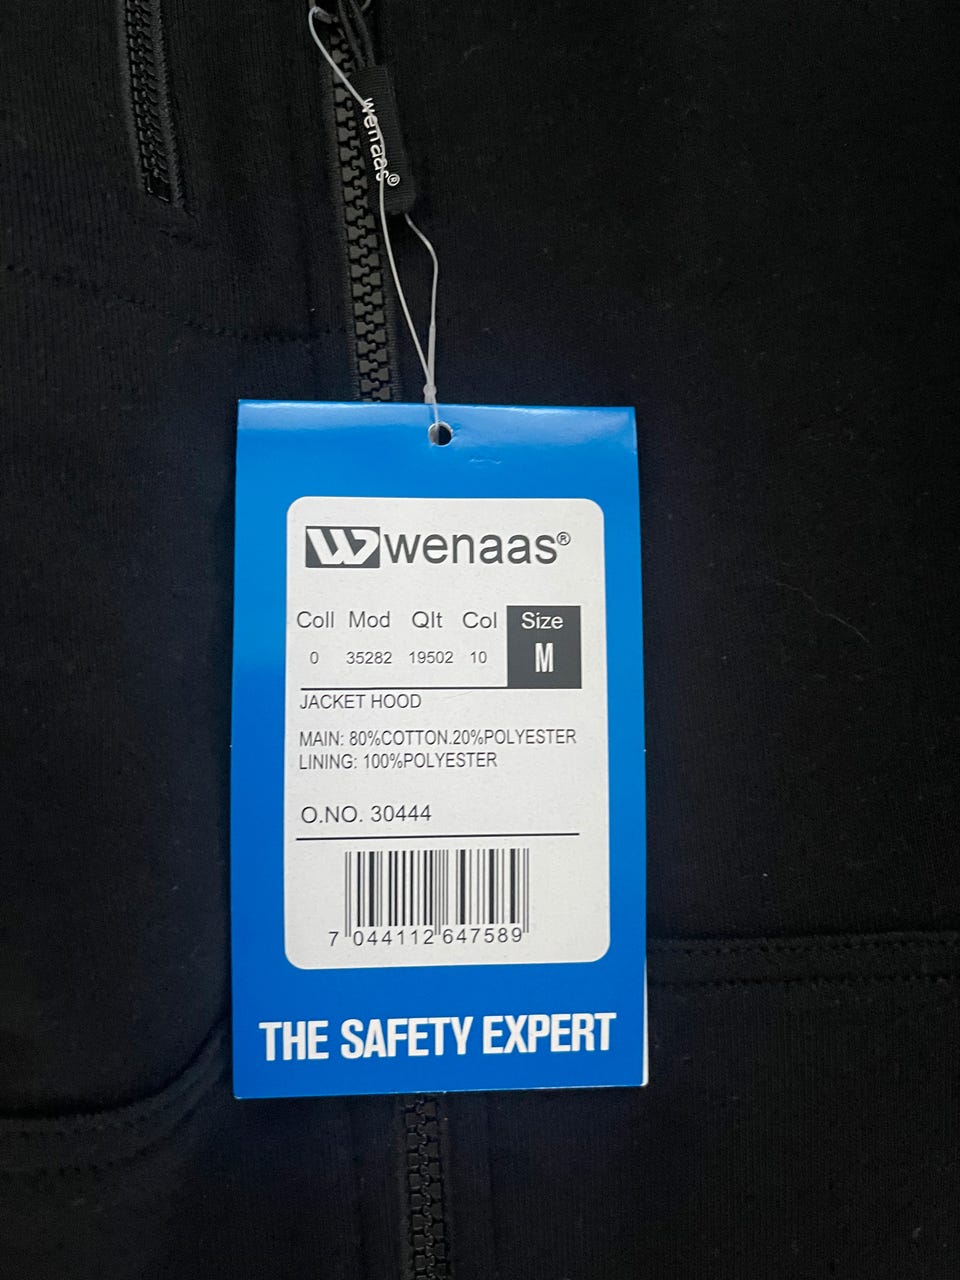 wenaas®
wenaas®
Coll Mod Qlt Col Size
0 35282 19502 10 M
JACKET HOOD
MAIN: 80%COTTON.20%POLYESTER
LINING: 100%POLYESTER
O.NO. 30444
7 044112 647589
THE SAFETY EXPERT